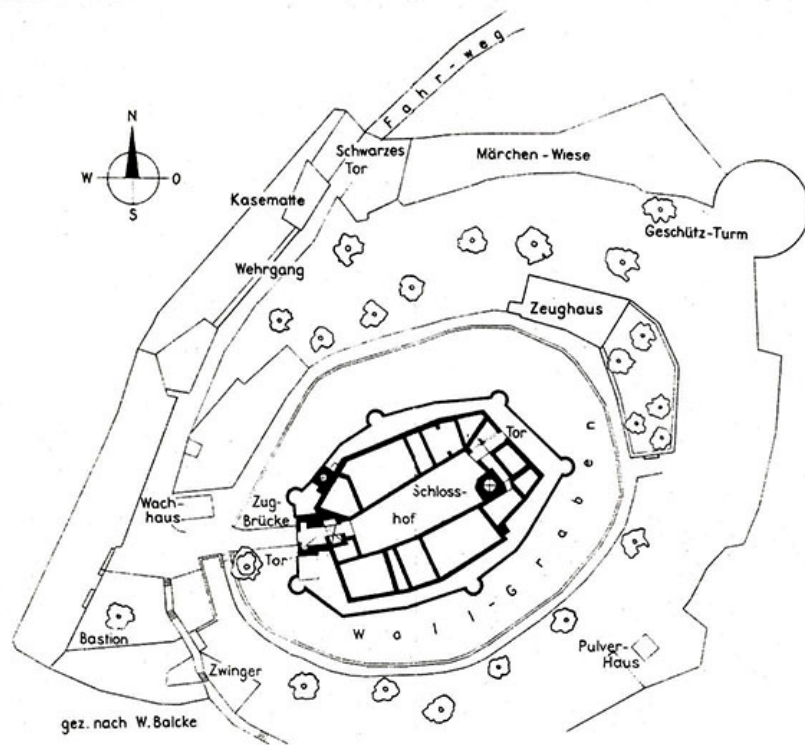 Fahr-weg
N
W O
S
Schwarzes
Tor
Märchen-Wiese
Kasematte
Geschütz-Turm
Wehrgang
Zeughaus
Tor
Zug-
Brücke
Schloss-
hof
Wach-
haus
Tor
Wall-Graben
Bastion
Zwinger
Pulver-
Haus
gez. nach W. Balcke